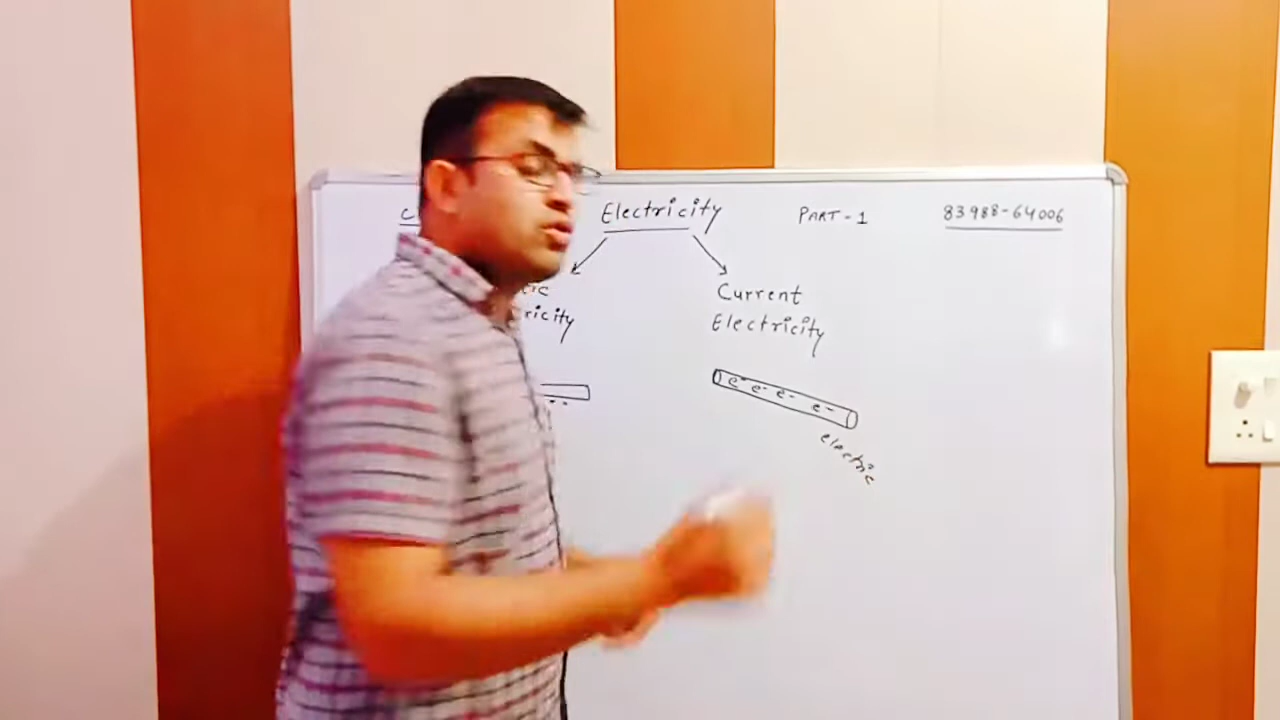 Electricity
PART-1
83988-64006
Current
Electricity
e- e- e- e-
electric